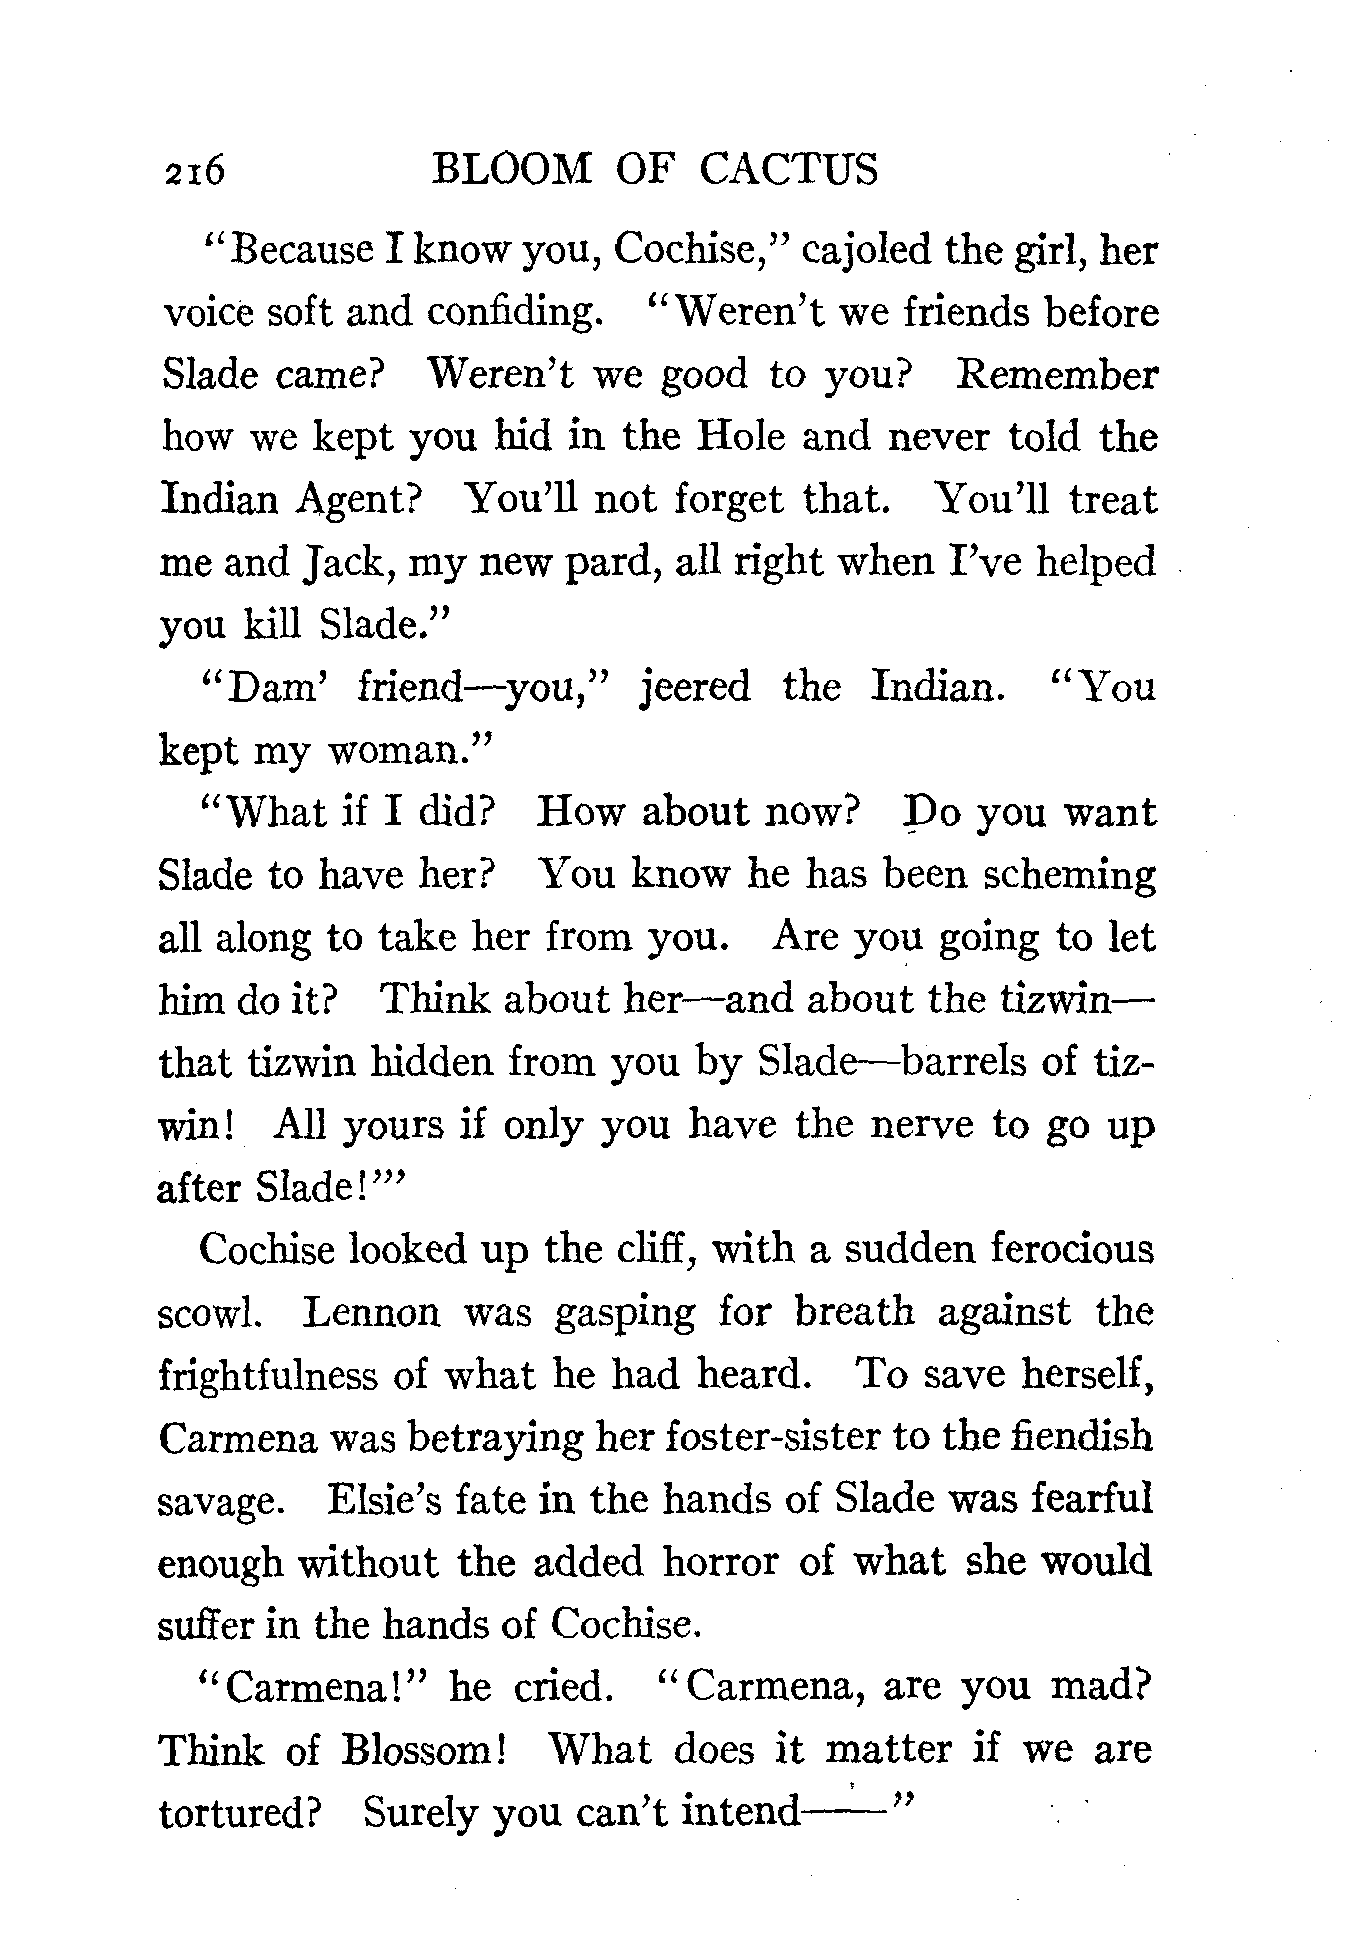 216 BLOOM OF CACTUS
“Because I know you, Cochise,” cajoled the girl, her
voice soft and confiding. “Weren’t we friends before
Slade came? Weren’t we good to you? Remember
how we kept you hid in the Hole and never told the
Indian Agent? You’ll not forget that. You’ll treat
me and Jack, my new pard, all right when I’ve helped
you kill Slade.”
“Dam’ friend—you,” jeered the Indian. “You
kept my woman.”
“What if I did? How about now? Do you want
Slade to have her? You know he has been scheming
all along to take her from you. Are you going to let
him do it? Think about her—and about the tizwin—
that tizwin hidden from you by Slade—barrels of tiz-
win! All yours if only you have the nerve to go up
after Slade!’”
Cochise looked up the cliff, with a sudden ferocious
scowl. Lennon was gasping for breath against the
frightfulness of what he had heard. To save herself,
Carmena was betraying her foster-sister to the fiendish
savage. Elsie’s fate in the hands of Slade was fearful
enough without the added horror of what she would
suffer in the hands of Cochise.
“Carmena!” he cried. “Carmena, are you mad?
Think of Blossom! What does it matter if we are
tortured? Surely you can’t intend——”